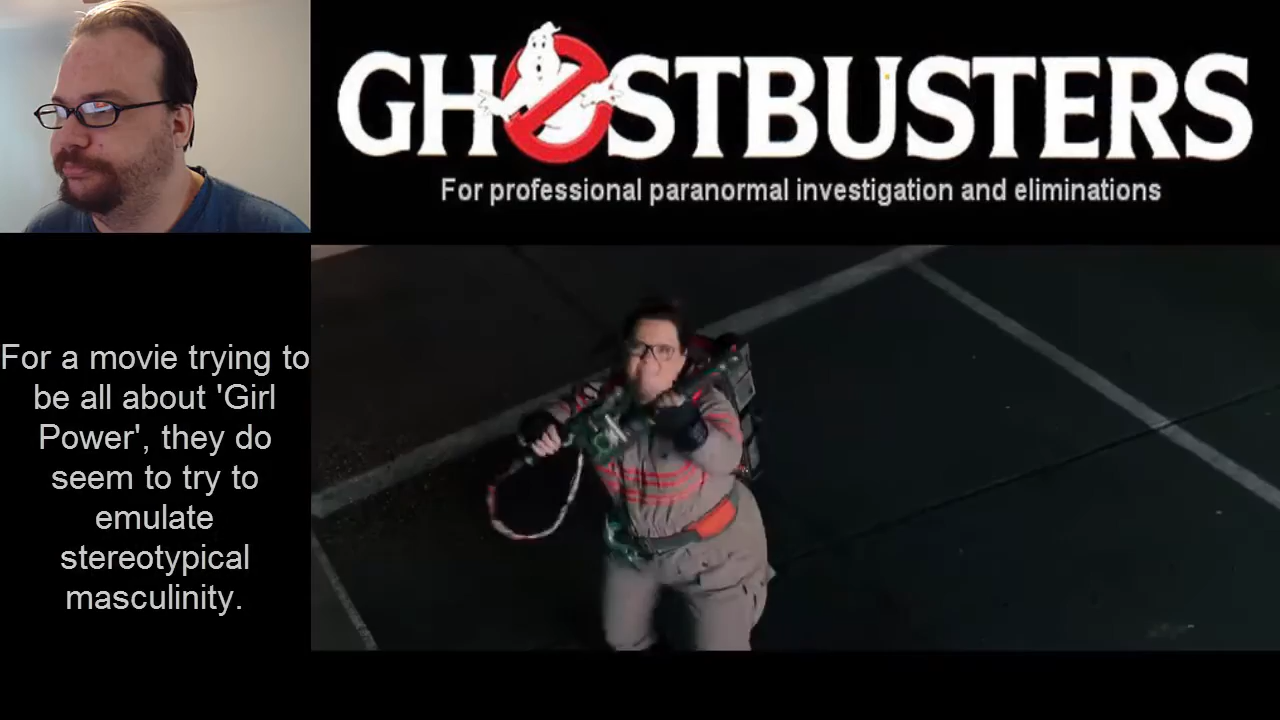 GHOSTBUSTERS
For professional paranormal investigation and eliminations
For a movie trying to
be all about 'Girl
Power', they do
seem to try to
emulate
stereotypical
masculinity.